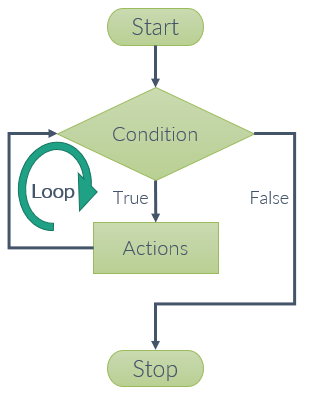 Start
Condition
Loop
True
False
Actions
Stop